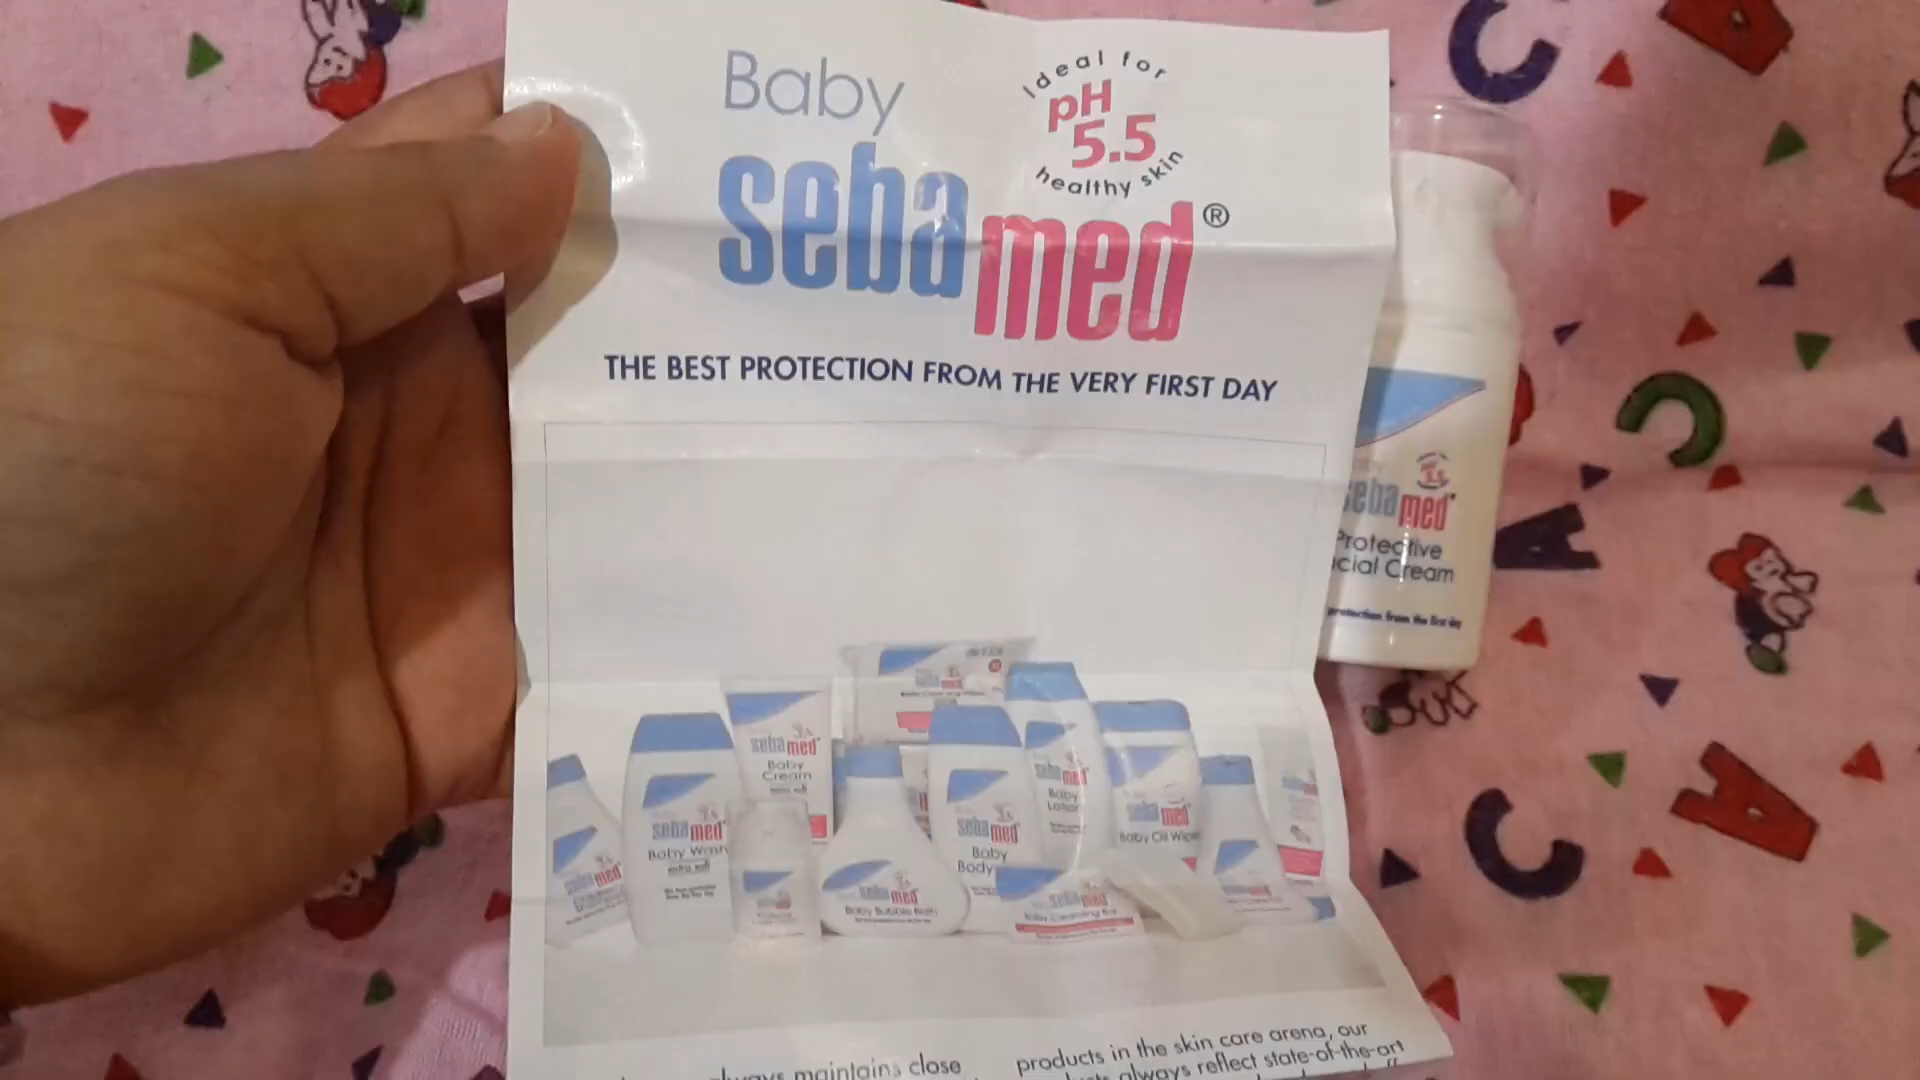 Baby
Ideal for
pH
5.5
healthy skin
sebamed®
THE BEST PROTECTION FROM THE VERY FIRST DAY
sebamed
Protective
Cream
protection from the first day
sebamed
Baby
Cream
sebamed
Baby Wash
extra soft
sebamed
Baby Bubble Bath
sebamed
Baby
Body
sebamed
Baby
Lotion
sebamed
Baby Oil Wipes
sebamed
Baby Cleansing Bar
sebamed
always maintains close
products in the skin care arena, our
always reflect state-of-the-art